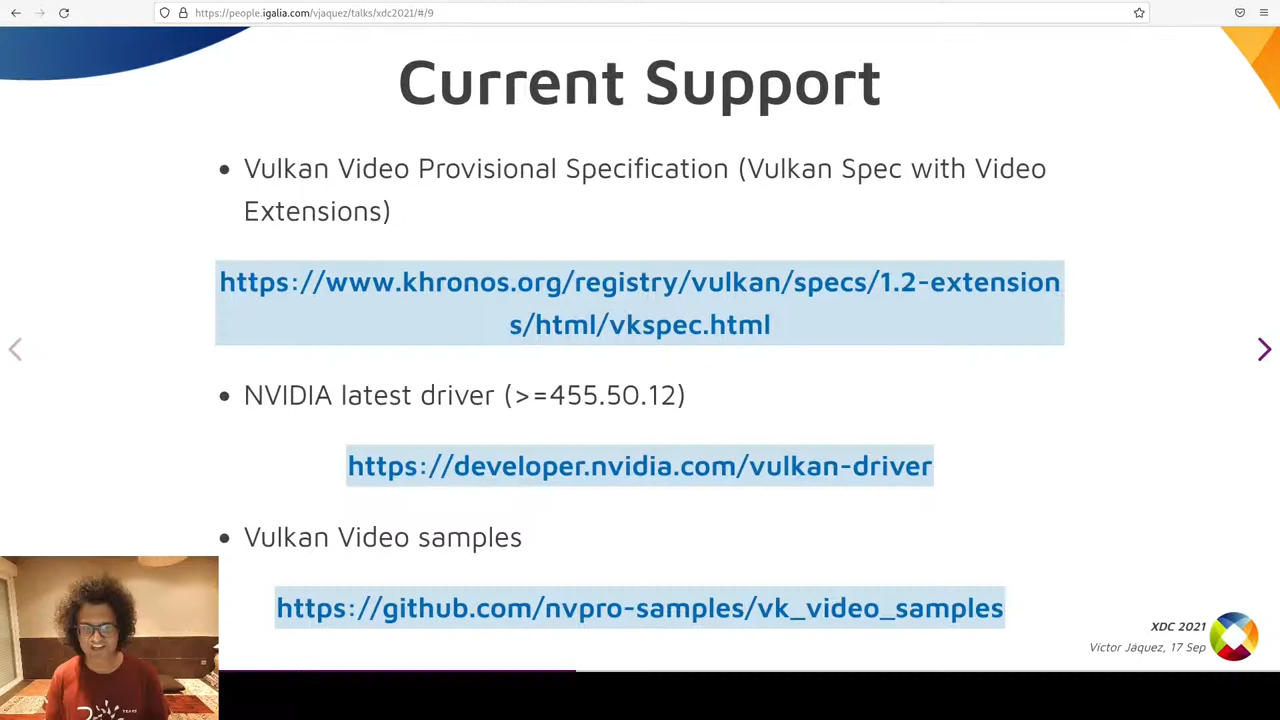 https://people.igalia.com/vjaquez/talks/xdc2021/#/9
Current Support
• Vulkan Video Provisional Specification (Vulkan Spec with Video
Extensions)
https://www.khronos.org/registry/vulkan/specs/1.2-extension
s/html/vkspec.html
• NVIDIA latest driver (>=455.50.12)
https://developer.nvidia.com/vulkan-driver
• Vulkan Video samples
https://github.com/nvpro-samples/vk_video_samples
XDC 2021
Víctor Jáquez, 17 Sep